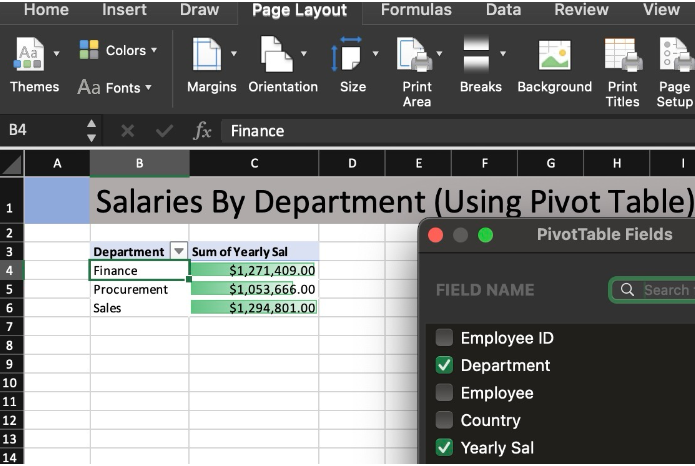 Home Insert Draw Page Layout Formulas Data Review View
Aa Colors
Themes Aa Fonts Margins Orientation Size Print Area Breaks Background Print Titles Page Setup
B4 fx Finance
A B C D E F G H I
1 Salaries By Department (Using Pivot Table)
2
3 Department Sum of Yearly Sal
4 Finance $1,271,409.00
5 Procurement $1,053,666.00
6 Sales $1,294,801.00
7
8
9
10
11
12
13
14
PivotTable Fields
FIELD NAME Search
Employee ID
Department
Employee
Country
Yearly Sal